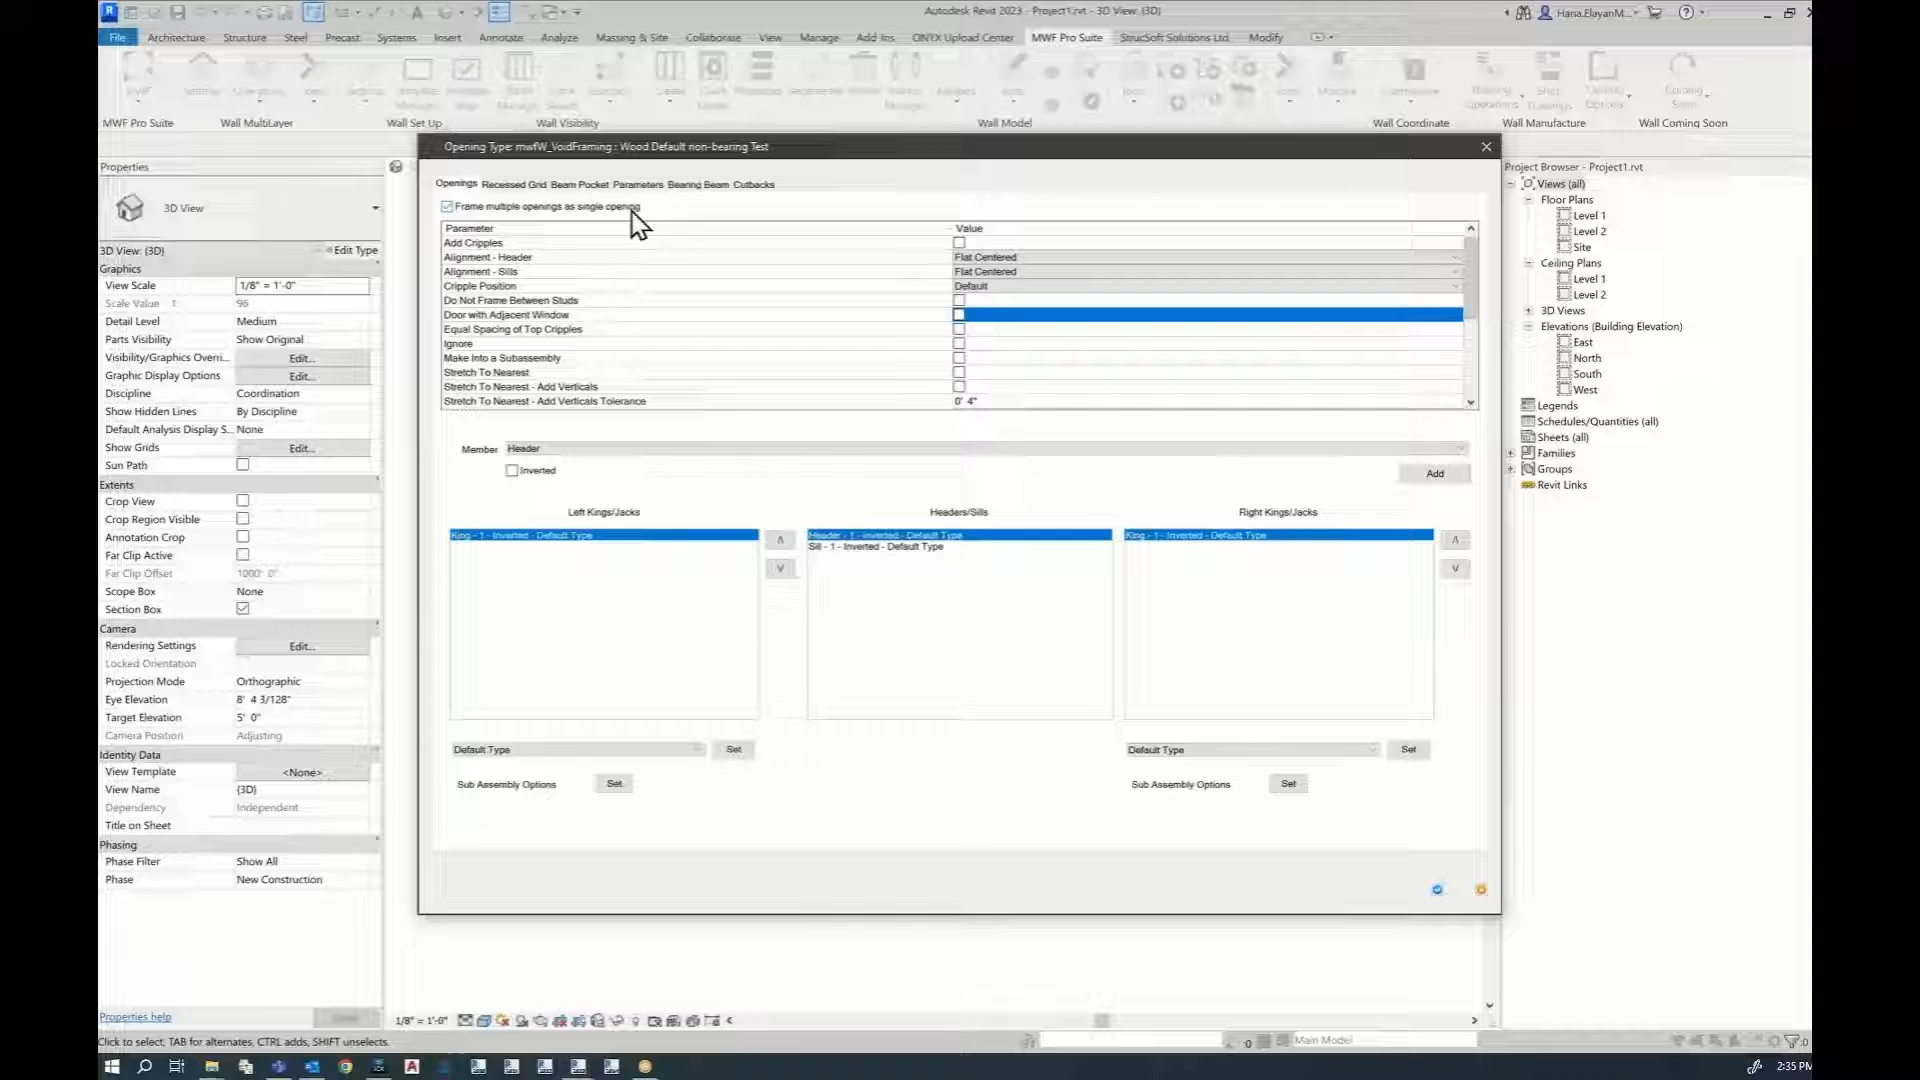 Autodesk Revit 2023 - Project1.rvt - 3D View: {3D}
Hana.ElayanM...
File Architecture Structure Steel Precast Systems Insert Annotate Analyze Massing & Site Collaborate View Manage Add-Ins ONYX Upload Center MWF Pro Suite StrucSoft Solutions Ltd. Modify
MWF Pro Suite Wall MultiLayer Wall Set Up Wall Visibility Wall Model Wall Coordinate Wall Manufacture Wall Coming Soon
Properties
3D View
3D View: {3D} Edit Type
Graphics
View Scale 1/8" = 1'-0"
Scale Value 1: 96
Detail Level Medium
Parts Visibility Show Original
Visibility/Graphics Overri... Edit...
Graphic Display Options Edit...
Discipline Coordination
Show Hidden Lines By Discipline
Default Analysis Display S... None
Show Grids Edit...
Sun Path
Extents
Crop View
Crop Region Visible
Annotation Crop
Far Clip Active
Far Clip Offset 1000' 0"
Scope Box None
Section Box
Camera
Rendering Settings Edit...
Locked Orientation
Projection Mode Orthographic
Eye Elevation 8' 4 3/128"
Target Elevation 5' 0"
Camera Position Adjusting
Identity Data
View Template <None>
View Name {3D}
Dependency Independent
Title on Sheet
Phasing
Phase Filter Show All
Phase New Construction
Properties help
Opening Type: mwfW_VoidFraming : Wood Default non-bearing Test
Openings Recessed Grid Beam Pocket Parameters Bearing Beam Cutbacks
Frame multiple openings as single opening
Parameter Value
Add Cripples
Alignment - Header Flat Centered
Alignment - Sills Flat Centered
Cripple Position Default
Do Not Frame Between Studs
Door with Adjacent Window
Equal Spacing of Top Cripples
Ignore
Make Into a Subassembly
Stretch To Nearest
Stretch To Nearest - Add Verticals
Stretch To Nearest - Add Verticals Tolerance 0' 4"
Member Header
Inverted
Add
Left Kings/Jacks Headers/Sills Right Kings/Jacks
King - 1 - Inverted - Default Type Header - 1 - Inverted - Default Type King - 1 - Inverted - Default Type
Sill - 1 - Inverted - Default Type
Default Type Set Default Type Set
Sub Assembly Options Set Sub Assembly Options Set
Project Browser - Project1.rvt
Views (all)
Floor Plans
Level 1
Level 2
Site
Ceiling Plans
Level 1
Level 2
3D Views
Elevations (Building Elevation)
East
North
South
West
Legends
Schedules/Quantities (all)
Sheets (all)
Families
Groups
Revit Links
1/8" = 1'-0"
Click to select, TAB for alternates, CTRL adds, SHIFT unselects.
:0 Main Model :0
2:35 PM